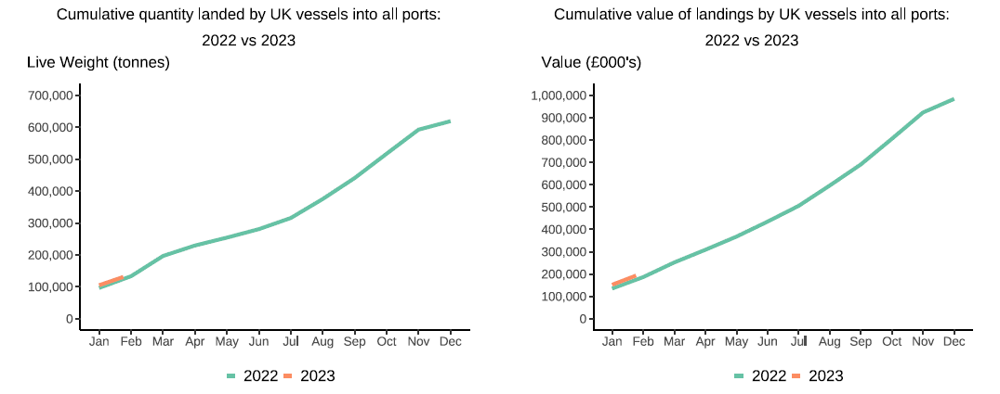 Cumulative quantity landed by UK vessels into all ports:
2022 vs 2023
Live Weight (tonnes)
700,000
600,000
500,000
400,000
300,000
200,000
100,000
0
Jan Feb Mar Apr May Jun Jul Aug Sep Oct Nov Dec
2022 2023
Cumulative value of landings by UK vessels into all ports:
2022 vs 2023
Value (£000's)
1,000,000
900,000
800,000
700,000
600,000
500,000
400,000
300,000
200,000
100,000
0
Jan Feb Mar Apr May Jun Jul Aug Sep Oct Nov Dec
2022 2023